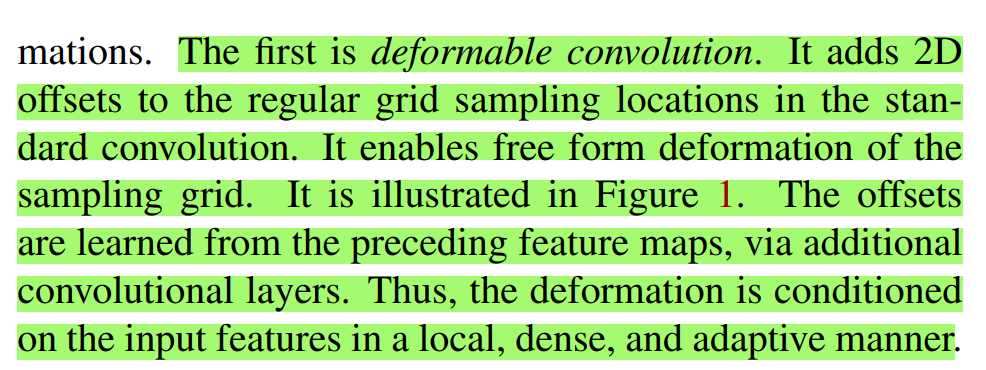 mations. The first is deformable convolution. It adds 2D
offsets to the regular grid sampling locations in the stan-
dard convolution. It enables free form deformation of the
sampling grid. It is illustrated in Figure 1. The offsets
are learned from the preceding feature maps, via additional
convolutional layers. Thus, the deformation is conditioned
on the input features in a local, dense, and adaptive manner.